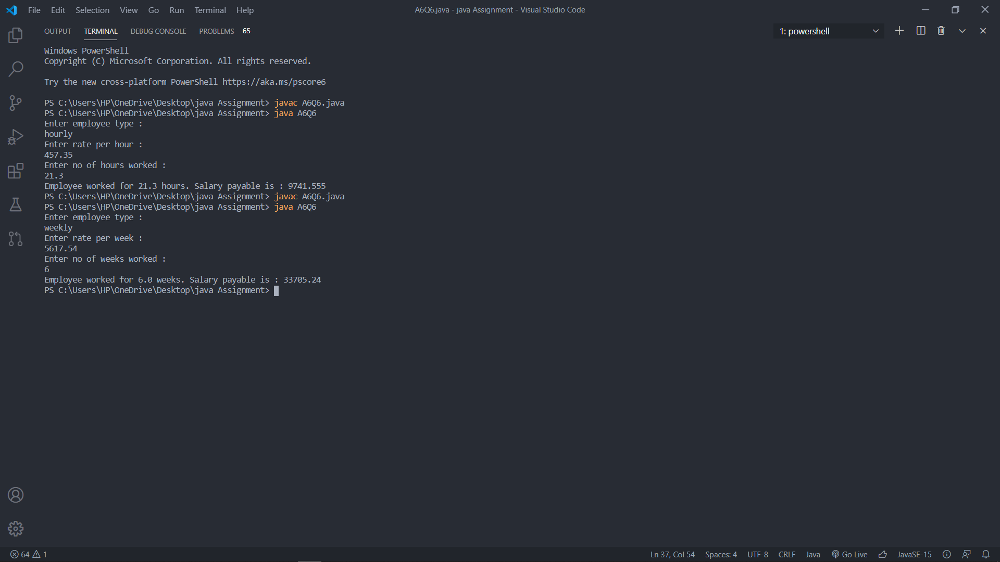 File Edit Selection View Go Run Terminal Help
A6Q6.java - java Assignment - Visual Studio Code
OUTPUT TERMINAL DEBUG CONSOLE PROBLEMS 65
1: powershell
Windows PowerShell
Copyright (C) Microsoft Corporation. All rights reserved.
Try the new cross-platform PowerShell https://aka.ms/pscore6
PS C:\Users\HP\OneDrive\Desktop\java Assignment> javac A6Q6.java
PS C:\Users\HP\OneDrive\Desktop\java Assignment> java A6Q6
Enter employee type :
hourly
Enter rate per hour :
457.35
Enter no of hours worked :
21.3
Employee worked for 21.3 hours. Salary payable is : 9741.555
PS C:\Users\HP\OneDrive\Desktop\java Assignment> javac A6Q6.java
PS C:\Users\HP\OneDrive\Desktop\java Assignment> java A6Q6
Enter employee type :
weekly
Enter rate per week :
5617.54
Enter no of weeks worked :
6
Employee worked for 6.0 weeks. Salary payable is : 33705.24
PS C:\Users\HP\OneDrive\Desktop\java Assignment>
64 1
Ln 37, Col 54 Spaces: 4 UTF-8 CRLF Java Go Live JavaSE-15